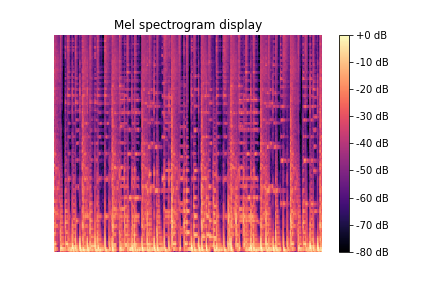 Mel spectrogram display
+0 dB
-10 dB
-20 dB
-30 dB
-40 dB
-50 dB
-60 dB
-70 dB
-80 dB